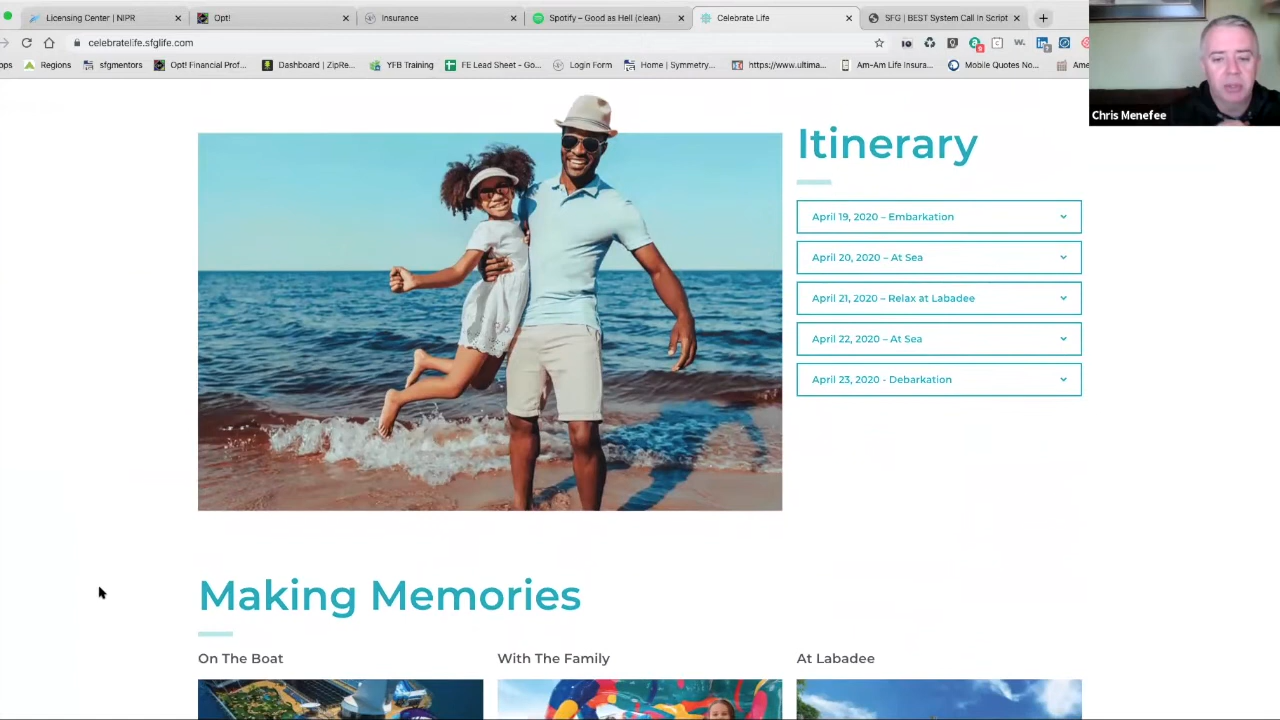 Licensing Center | NIPR
Opt!
Insurance
Spotify – Good as Hell (clean)
Celebrate Life
SFG | BEST System Call In Script
celebratelife.sfglife.com
ops
Regions
sfgmentors
Opt! Financial Prof...
Dashboard | ZipRe...
YFB Training
FE Lead Sheet - Go...
Login Form
Home | Symmetry...
https://www.ultima...
Am-Am Life Insura...
Mobile Quotes No...
Ame
Chris Menefee
Itinerary
April 19, 2020 – Embarkation
April 20, 2020 – At Sea
April 21, 2020 – Relax at Labadee
April 22, 2020 – At Sea
April 23, 2020 - Debarkation
Making Memories
On The Boat
With The Family
At Labadee